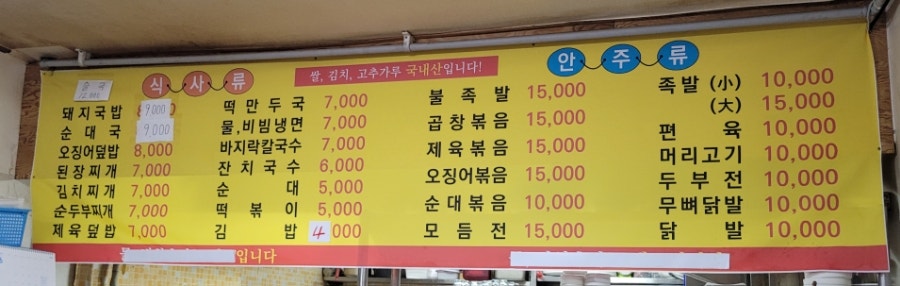 식사류
쌀, 김치, 고추가루 국내산입니다!
안주류
돼지국밥 9,000
순대국 9,000
오징어덮밥 8,000
된장찌개 7,000
김치찌개 7,000
순두부찌개 7,000
제육덮밥 7,000
떡만두국 7,000
물,비빔냉면 7,000
바지락칼국수 7,000
잔치국수 6,000
순대 5,000
떡볶이 5,000
김밥 4,000
불족발 15,000
곱창볶음 15,000
제육볶음 15,000
오징어볶음 15,000
순대볶음 10,000
모듬전 15,000
족발 (小) 10,000
(大) 15,000
편육 10,000
머리고기 10,000
두부전 10,000
무뼈닭발 10,000
닭발 10,000
입니다